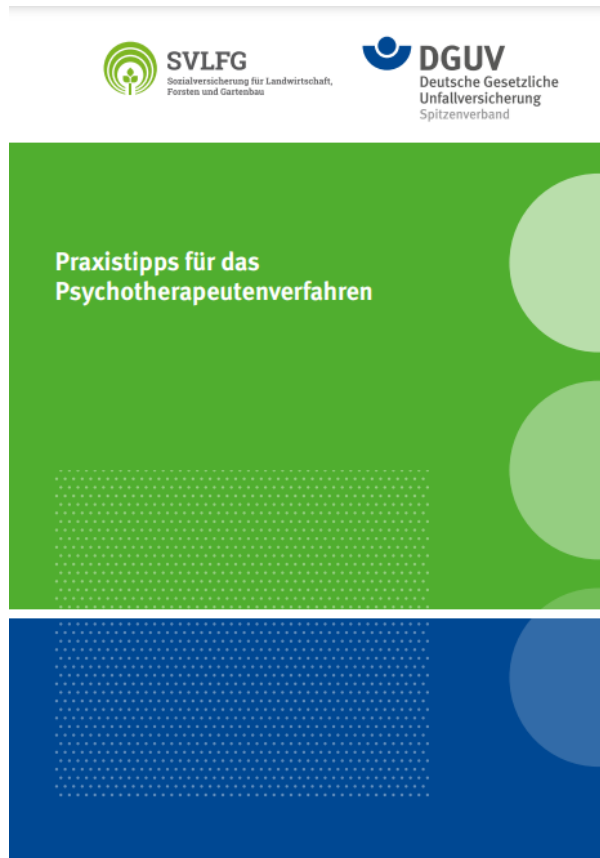 SVLFG
Sozialversicherung für Landwirtschaft,
Forsten und Gartenbau
DGUV
Deutsche Gesetzliche
Unfallversicherung
Spitzenverband
Praxistipps für das
Psychotherapeutenverfahren